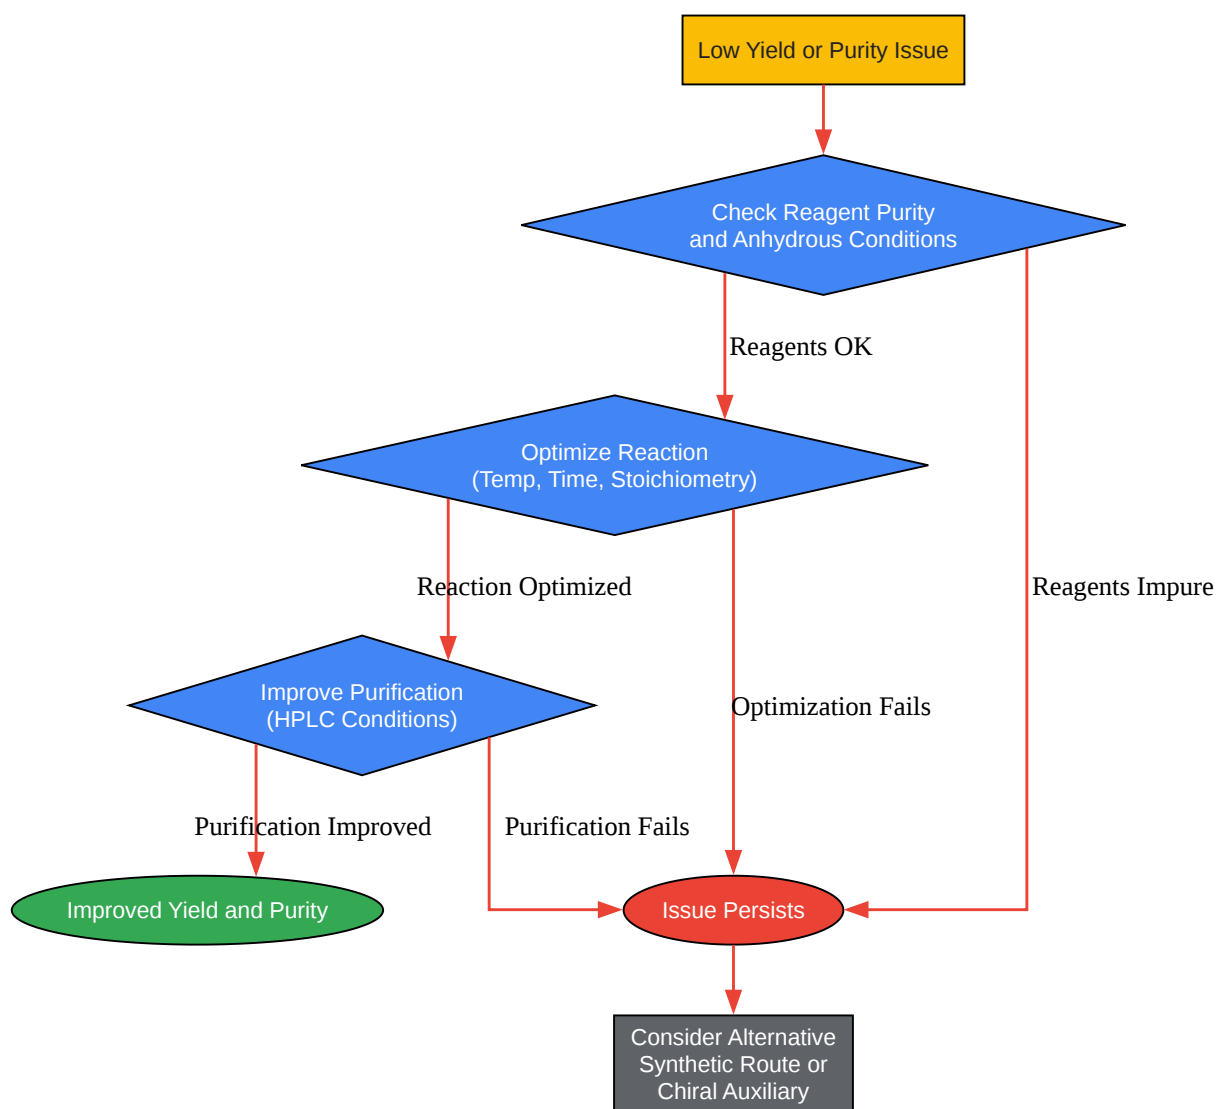 Low Yield or Purity Issue
Check Reagent Purity
and Anhydrous Conditions
Reagents OK
Optimize Reaction
(Temp, Time, Stoichiometry)
Reaction Optimized
Reagents Impure
Improve Purification
(HPLC Conditions)
Optimization Fails
Purification Improved
Purification Fails
Improved Yield and Purity
Issue Persists
Consider Alternative
Synthetic Route or
Chiral Auxiliary